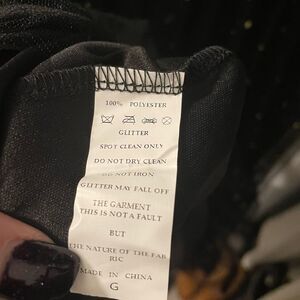 100% POLYESTER
GLITTER
SPOT CLEAN ONLY
DO NOT DRY CLEAN
DO NOT IRON
GLITTER MAY FALL OFF
THE GARMENT
THIS IS NOT A FAULT
BUT
THE NATURE OF THE FAB
RIC
MADE IN CHINA
G